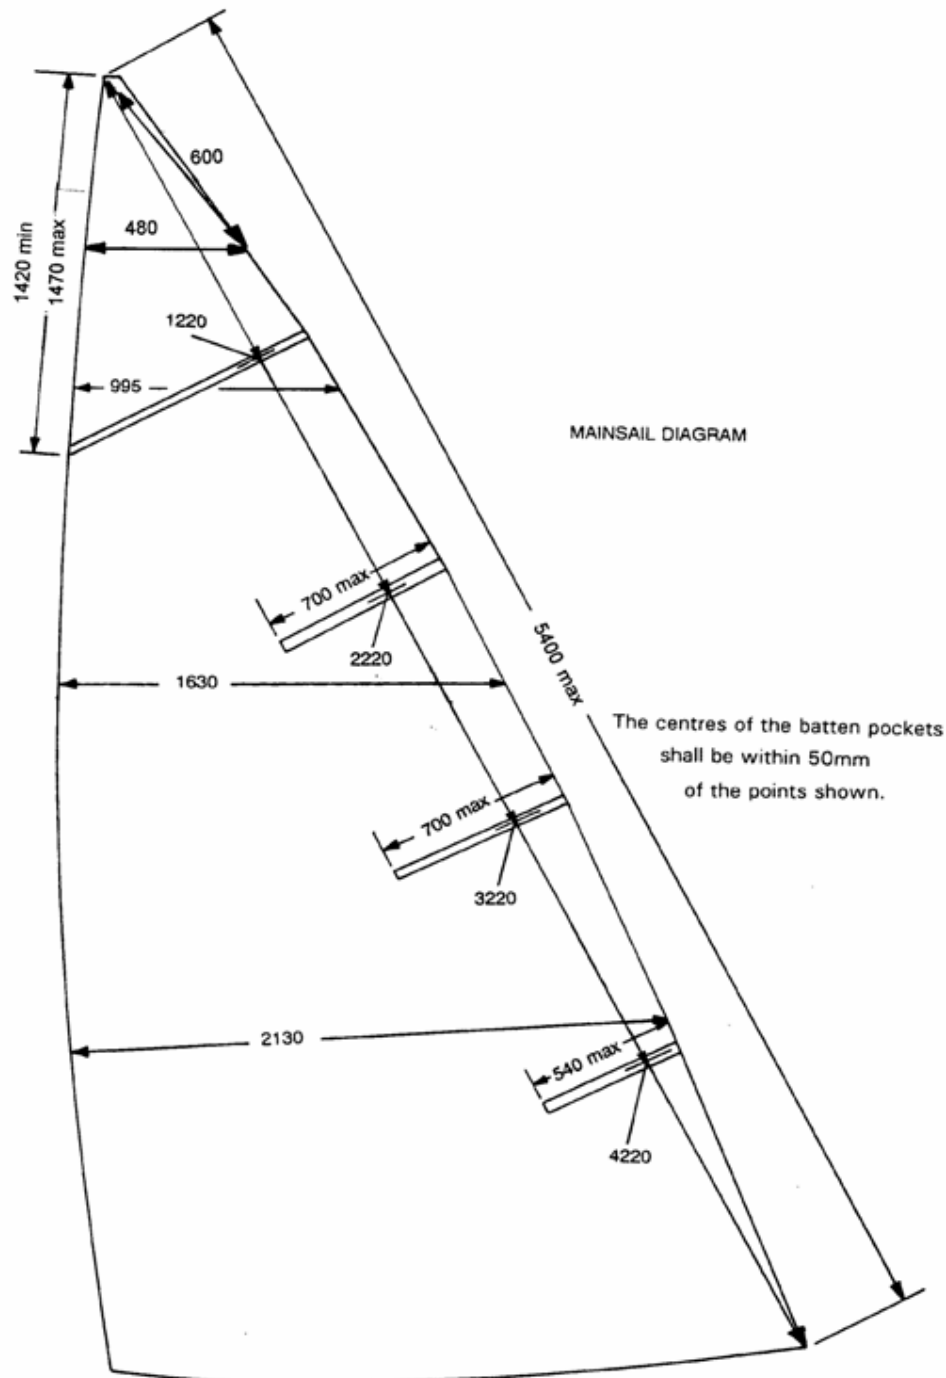 600
480
1420 min
1470 max
1220
995
MAINSAIL DIAGRAM
700 max
2220
5400 max
1630
The centres of the batten pockets
shall be within 50mm
of the points shown.
700 max
3220
2130
540 max
4220